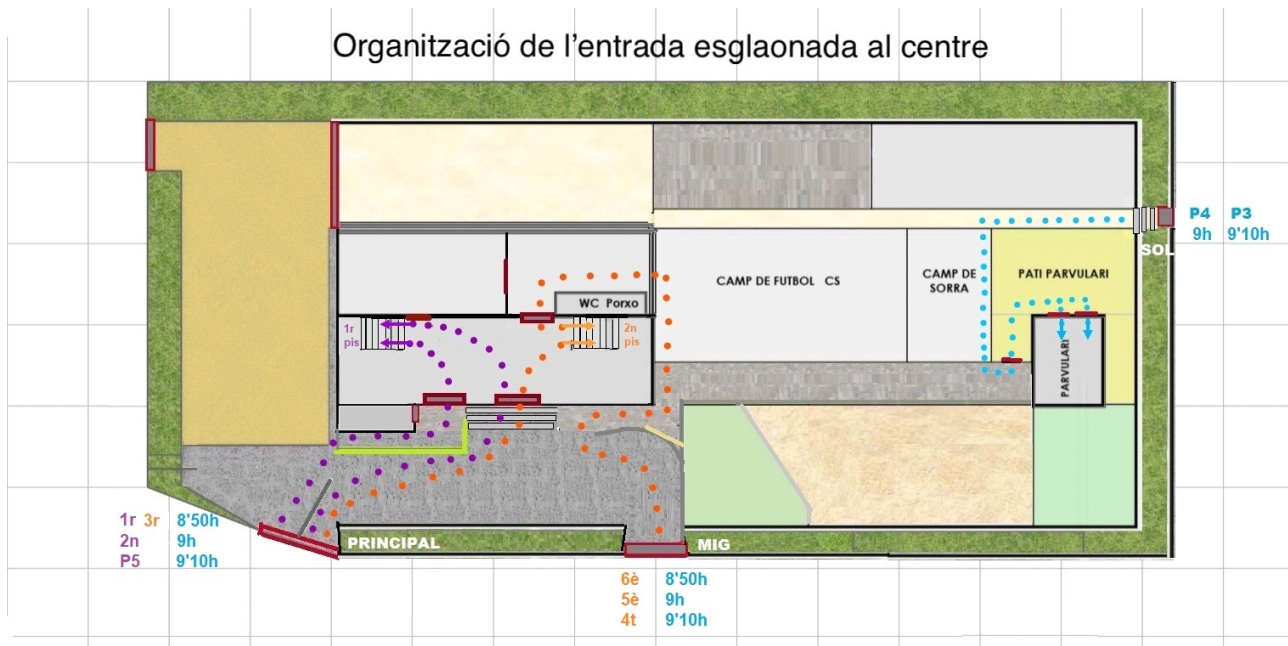 Organització de l'entrada esglaonada al centre
P4 P3
9h 9'10h
SOL
CAMP DE FUTBOL CS
CAMP DE
SORRA
PATI PARVULARI
WC Porxo
1r
pis
2n
pis
PARVULARI
1r 3r 8'50h
2n 9h
P5 9'10h
PRINCIPAL
MIG
6è 8'50h
5è 9h
4t 9'10h